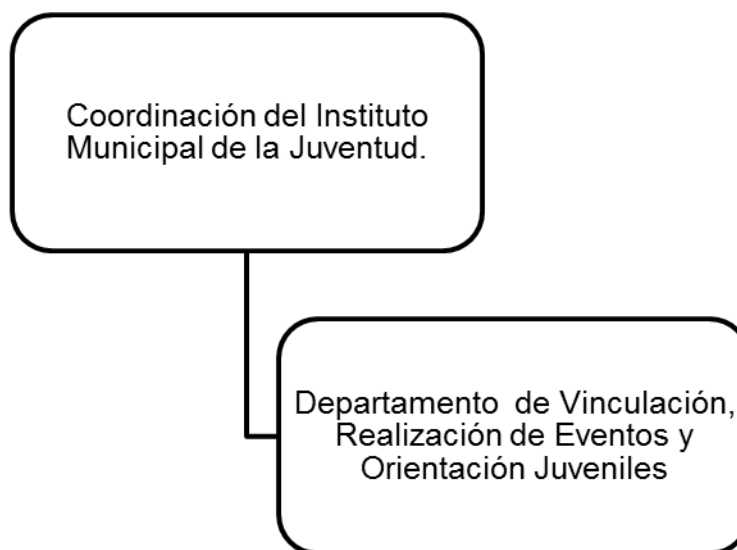 Coordinación del Instituto
Municipal de la Juventud.
Departamento de Vinculación,
Realización de Eventos y
Orientación Juveniles